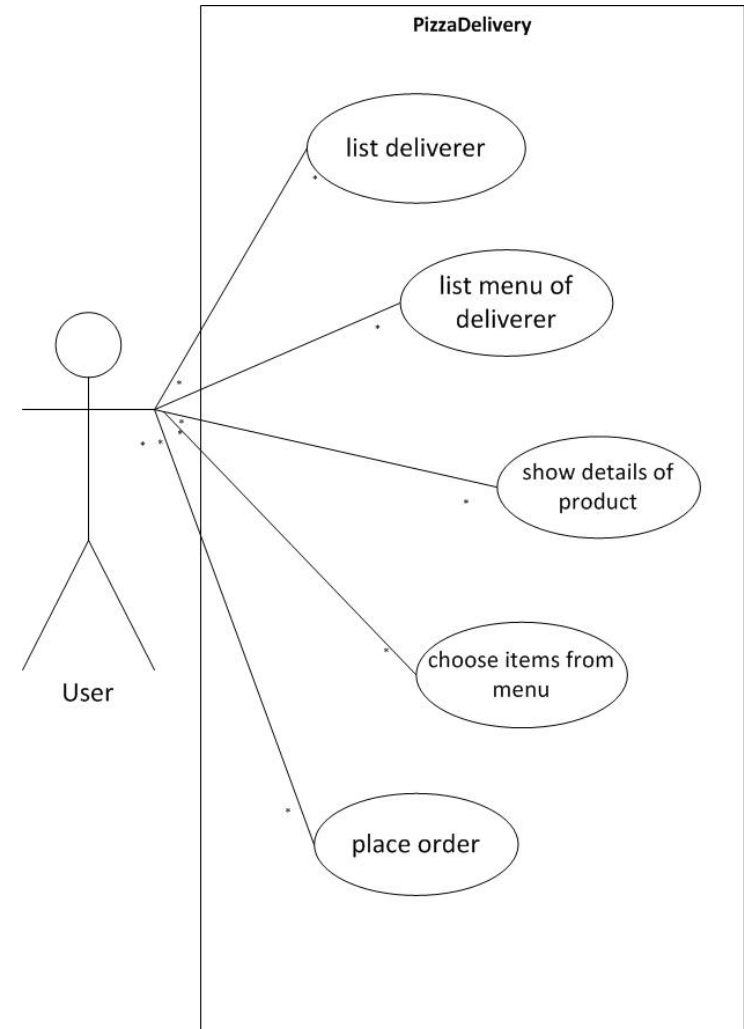 PizzaDelivery
list deliverer
*
list menu of
deliverer
*
*
*
*
*
*
show details of
product
*
choose items from
menu
*
User
*
place order